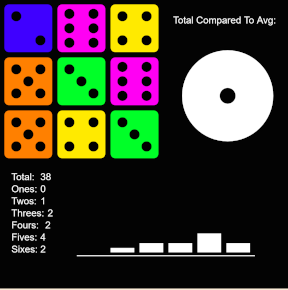 Total Compared To Avg:
Total: 38
Ones: 0
Twos: 1
Threes: 2
Fours: 2
Fives: 4
Sixes: 2